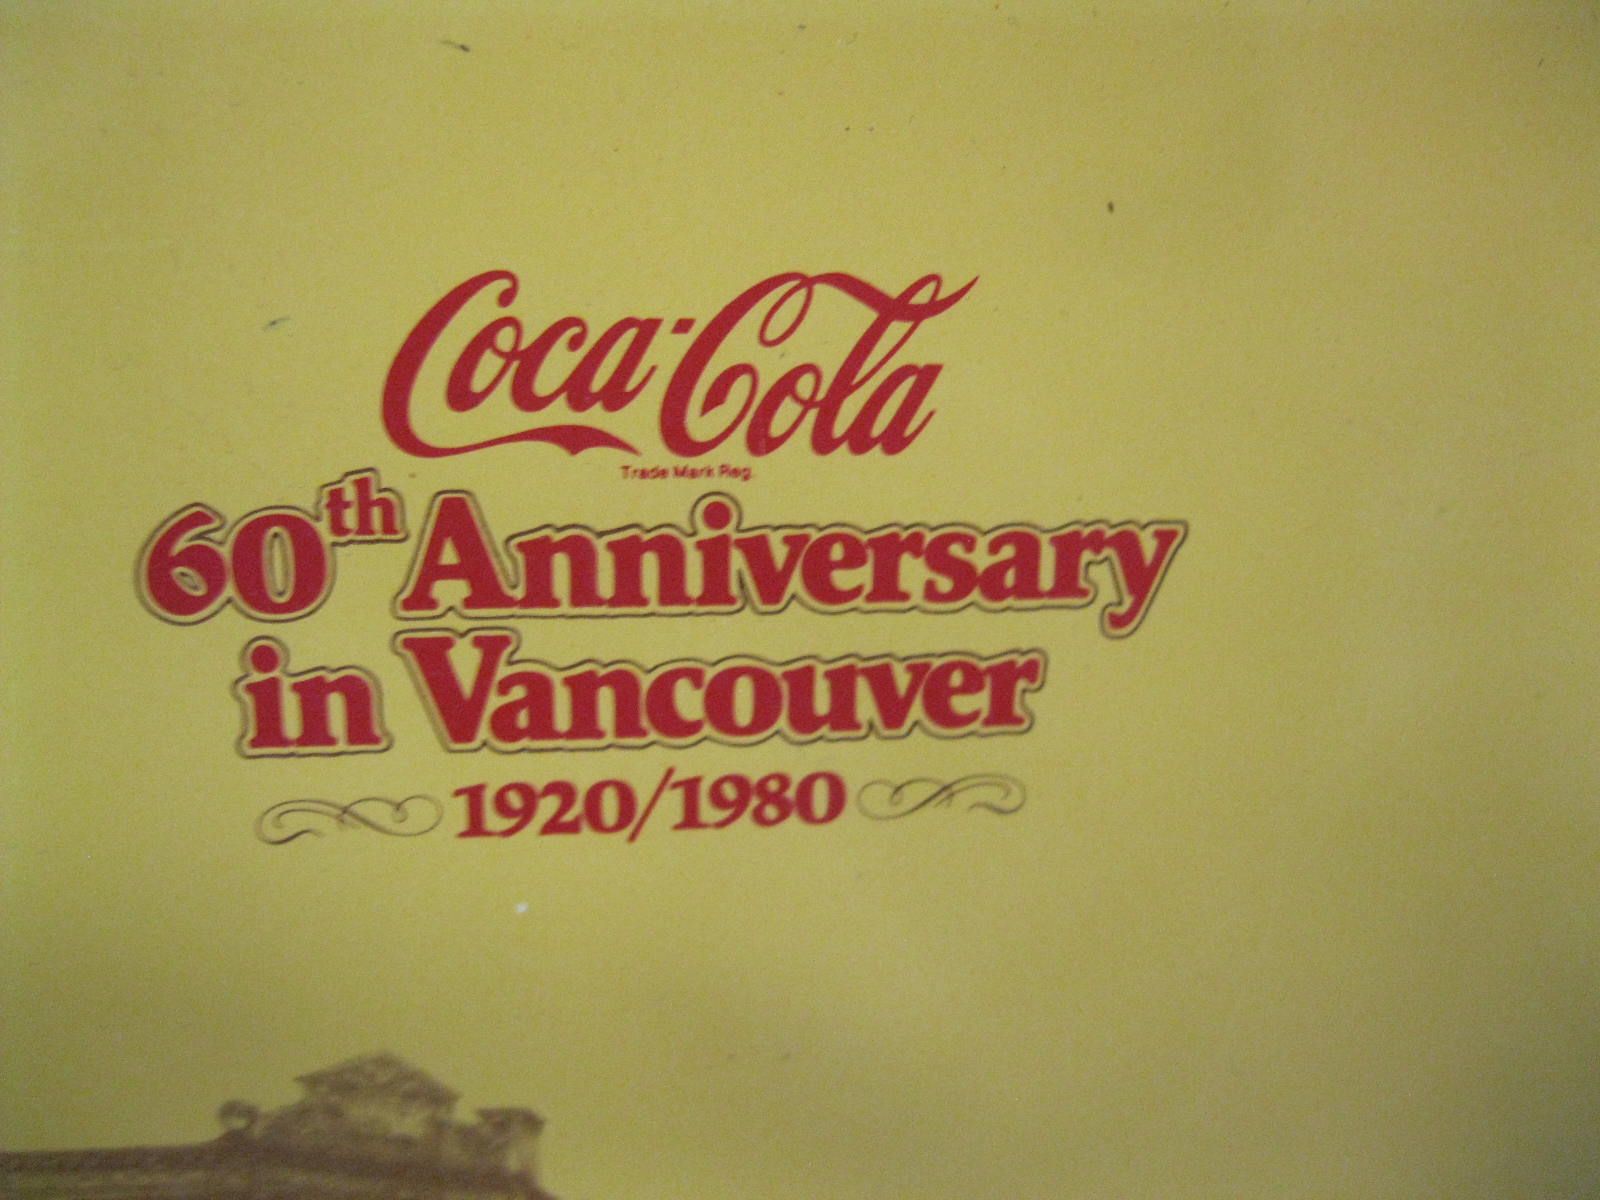 Coca-Cola
Trade Mark Reg.
60th Anniversary
in Vancouver
1920/1980